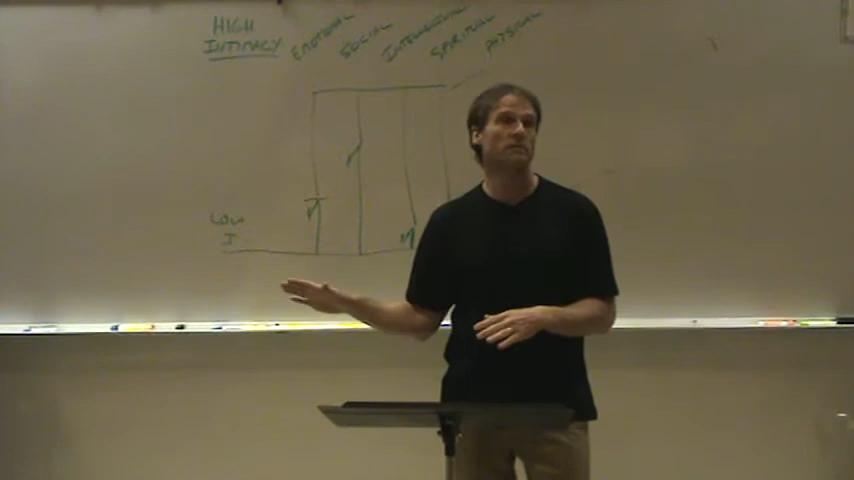 HIGH
INTIMACY
EMOTIONAL
SOCIAL
INTELLECTUAL
SPIRITUAL
PHYSICAL
LOW
I